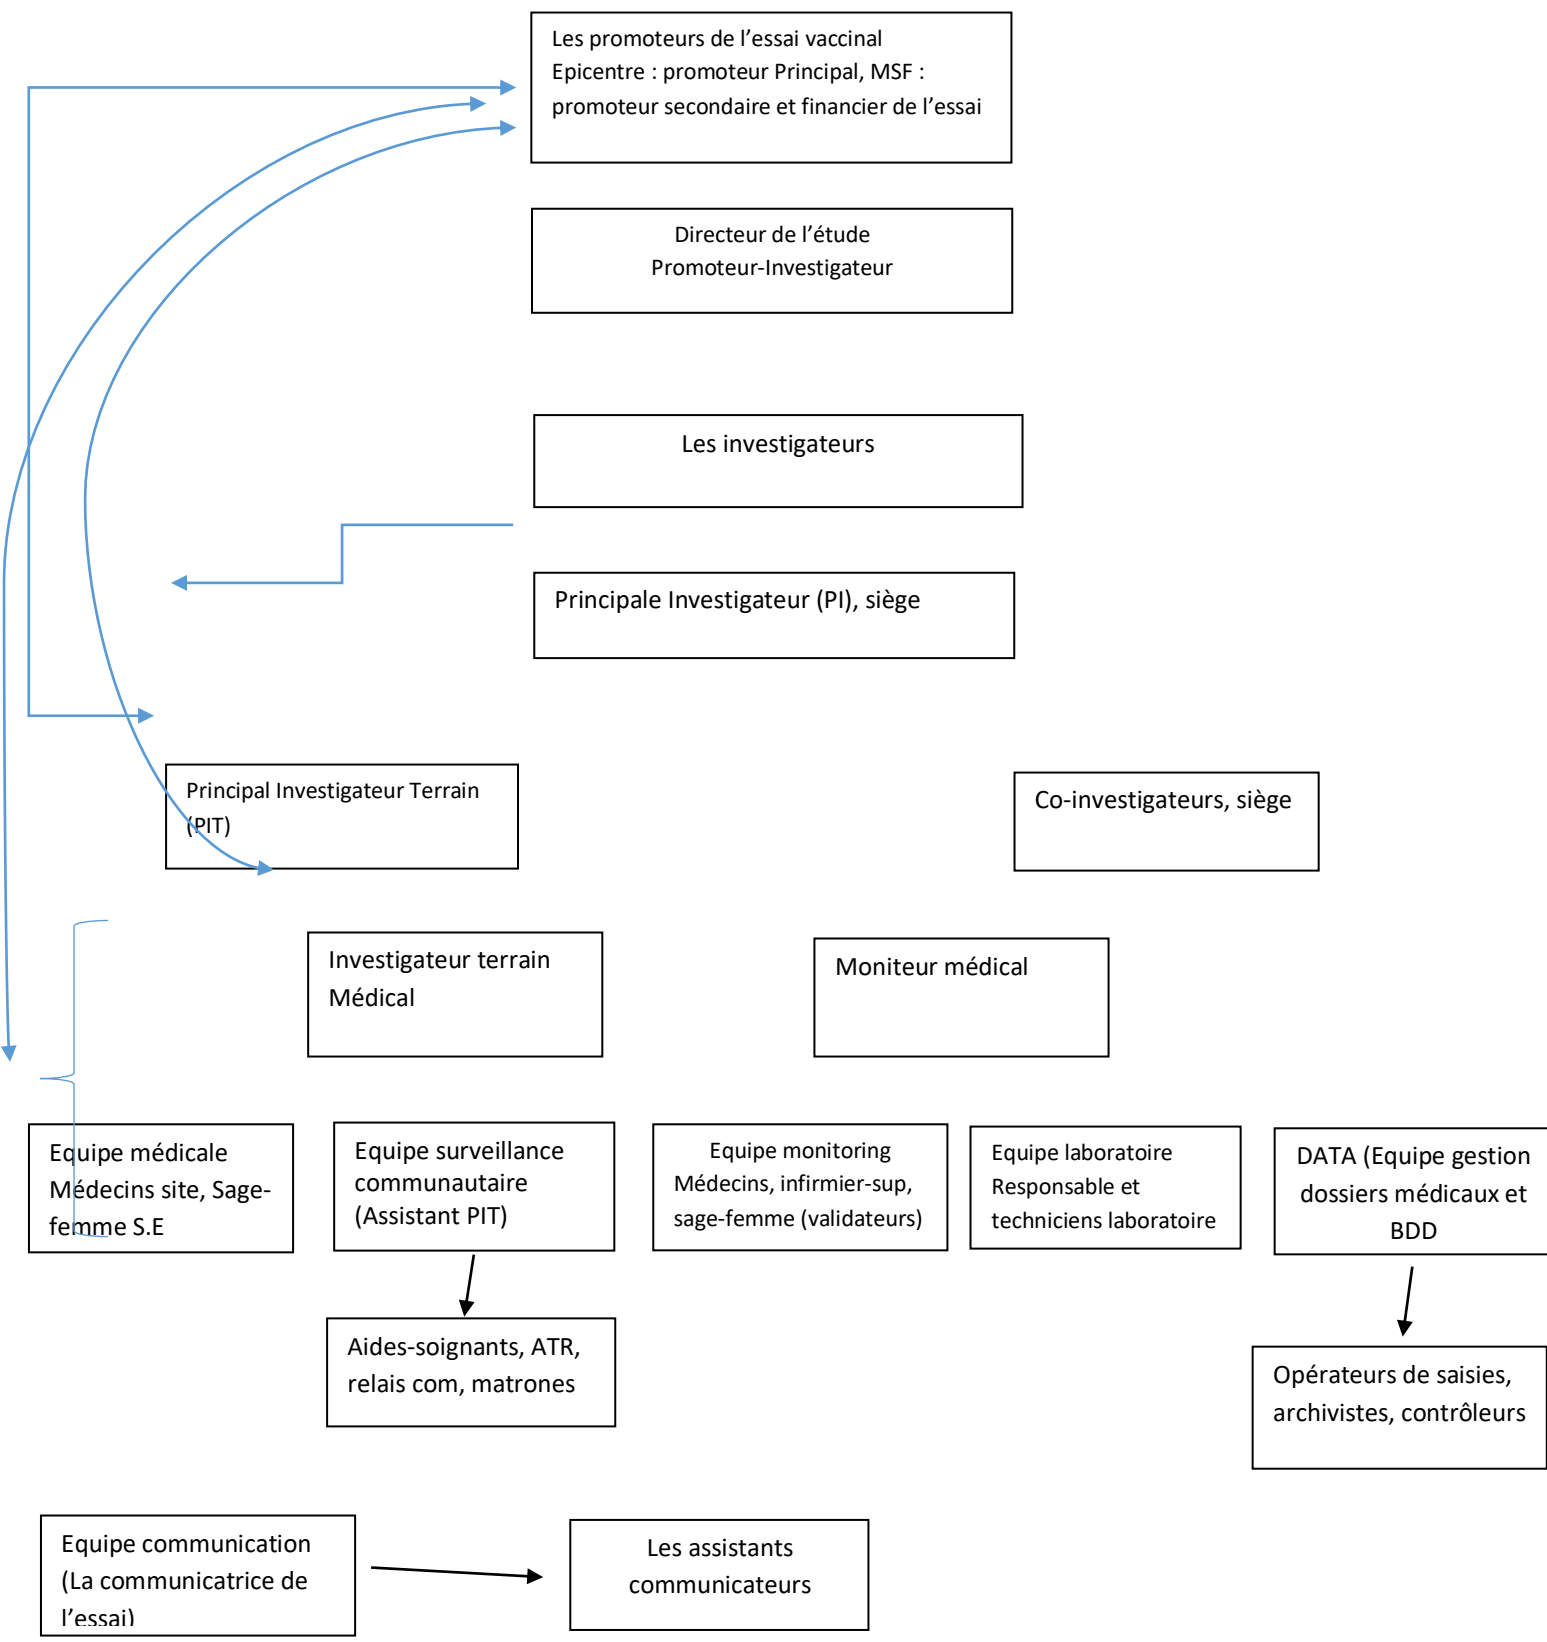 Les promoteurs de l’essai vaccinal
Epicentre : promoteur Principal, MSF :
promoteur secondaire et financier de l’essai
Directeur de l’étude
Promoteur-Investigateur
Les investigateurs
Principale Investigateur (PI), siège
Principal Investigateur Terrain
(PIT)
Co-investigateurs, siège
Investigateur terrain
Médical
Moniteur médical
Equipe médicale
Médecins site, Sage-
femme S.E
Equipe surveillance
communautaire
(Assistant PIT)
Equipe monitoring
Médecins, infirmier-sup,
sage-femme (validateurs)
Equipe laboratoire
Responsable et
techniciens laboratoire
DATA (Equipe gestion
dossiers médicaux et
BDD
Aides-soignants, ATR,
relais com, matrones
Opérateurs de saisies,
archivistes, contrôleurs
Equipe communication
(La communicatrice de
l’essai)
Les assistants
communicateurs